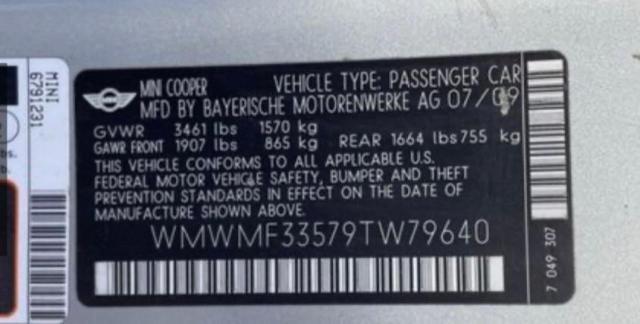 MINI
6791231
MINI COOPER VEHICLE TYPE: PASSENGER CAR
MFD BY BAYERISCHE MOTORENWERKE AG 07/09
GVWR 3461 lbs 1570 kg
GAWR FRONT 1907 lbs 865 kg REAR 1664 lbs 755 kg
THIS VEHICLE CONFORMS TO ALL APPLICABLE U.S.
FEDERAL MOTOR VEHICLE SAFETY, BUMPER AND THEFT
PREVENTION STANDARDS IN EFFECT ON THE DATE OF
MANUFACTURE SHOWN ABOVE.
WMWMF33579TW79640
7 049 307